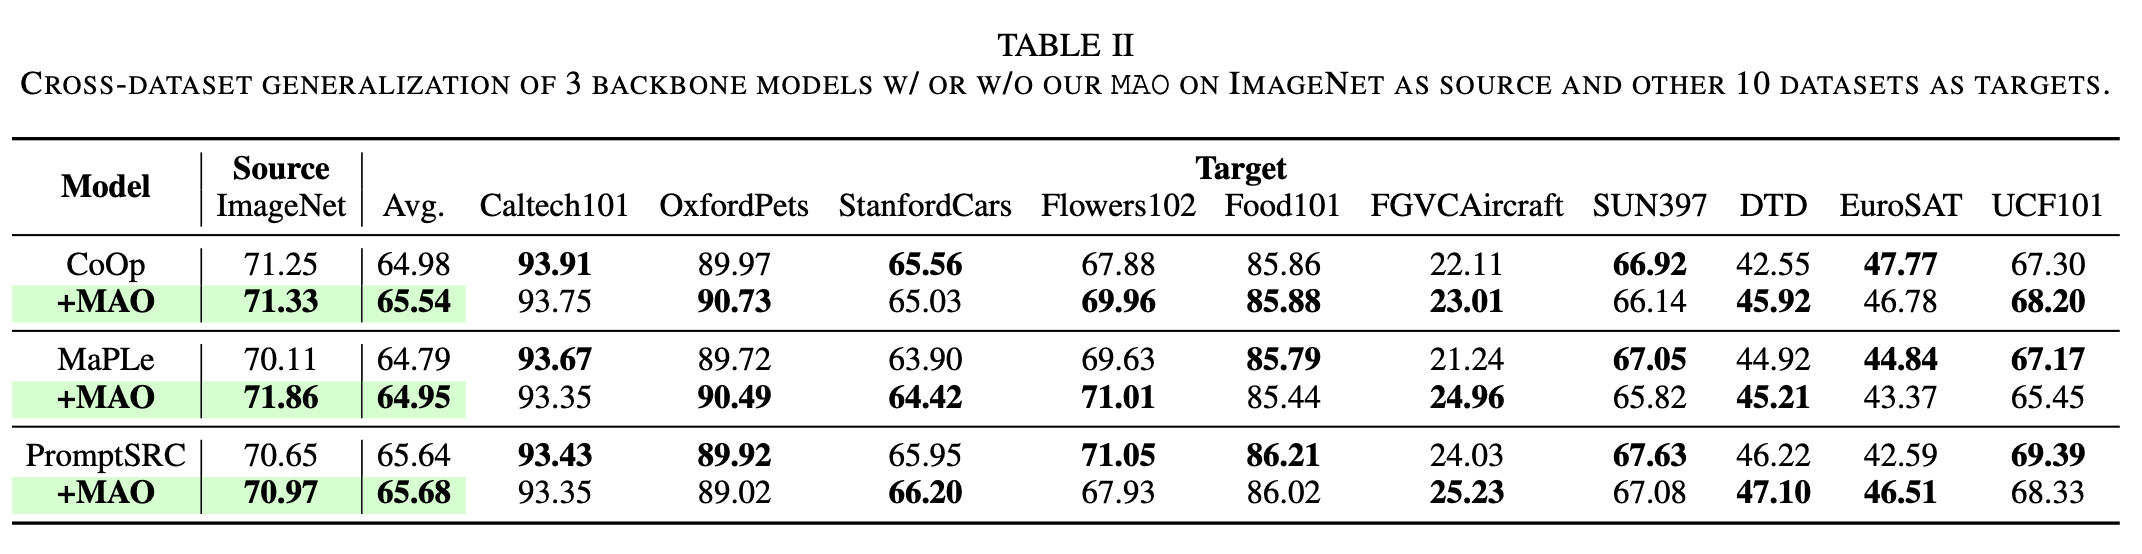 TABLE II
CROSS-DATASET GENERALIZATION OF 3 BACKBONE MODELS W/ OR W/O OUR MAO ON IMAGENET AS SOURCE AND OTHER 10 DATASETS AS TARGETS.
Model Source Target
ImageNet Avg. Caltech101 OxfordPets StanfordCars Flowers102 Food101 FGVCAircraft SUN397 DTD EuroSAT UCF101
CoOp 71.25 64.98 93.91 89.97 65.56 67.88 85.86 22.11 66.92 42.55 47.77 67.30
+MAO 71.33 65.54 93.75 90.73 65.03 69.96 85.88 23.01 66.14 45.92 46.78 68.20
MaPLe 70.11 64.79 93.67 89.72 63.90 69.63 85.79 21.24 67.05 44.92 44.84 67.17
+MAO 71.86 64.95 93.35 90.49 64.42 71.01 85.44 24.96 65.82 45.21 43.37 65.45
PromptSRC 70.65 65.64 93.43 89.92 65.95 71.05 86.21 24.03 67.63 46.22 42.59 69.39
+MAO 70.97 65.68 93.35 89.02 66.20 67.93 86.02 25.23 67.08 47.10 46.51 68.33